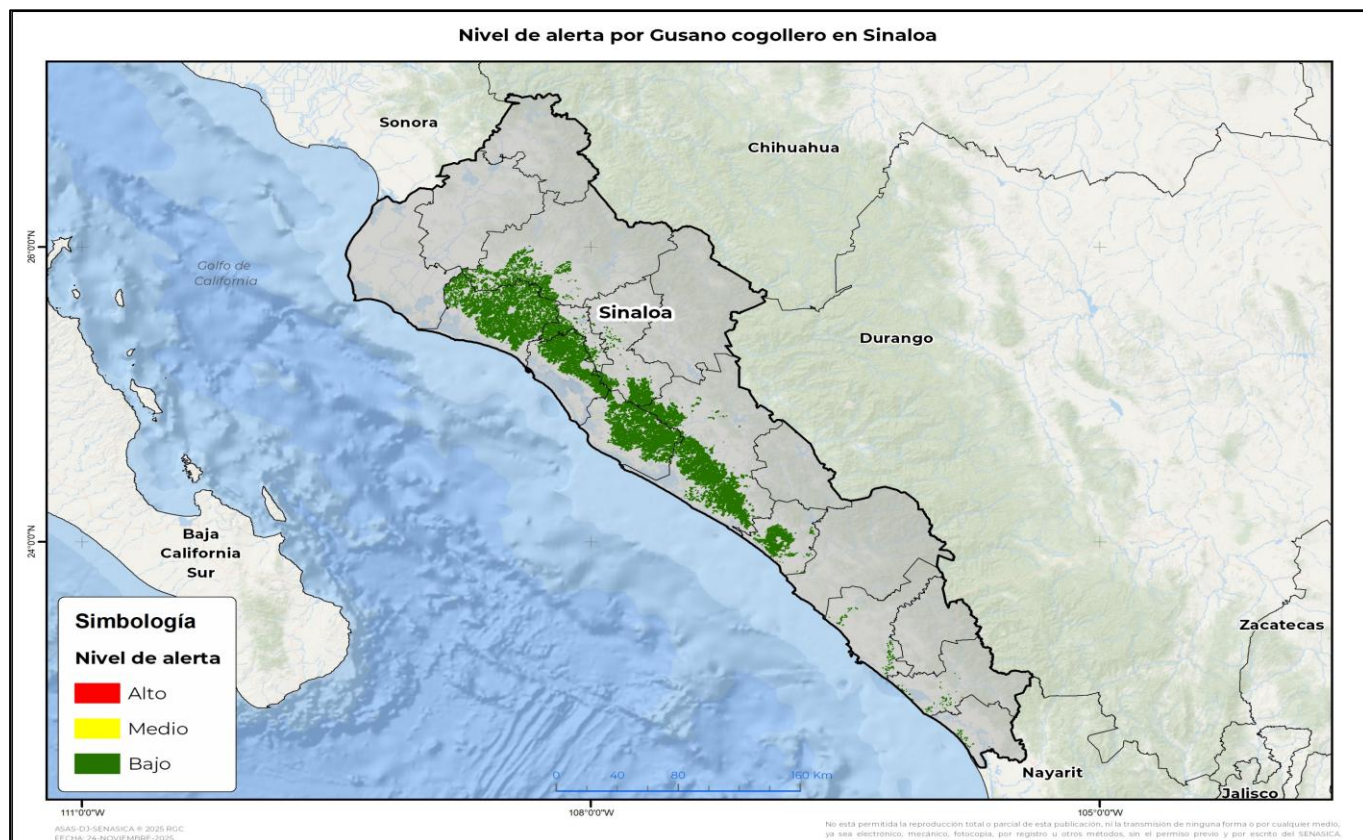 Nivel de alerta por Gusano cogollero en Sinaloa
Sonora
Chihuahua
26°0'0"N
Golfo de
California
Sinaloa
Durango
24°0'0"N
Baja
California
Sur
Zacatecas
Simbología
Nivel de alerta
Alto
Medio
Bajo
0 40 80 160 Km
Nayarit
Jalisco
111°0'0"W
108°0'0"W
105°0'0"W
ASAS-DJ-SENASICA © 2025 RGC
FECHA: 24-NOVIEMBRE-2025
No está permitida la reproducción total o parcial de esta publicación, ni la transmisión de ninguna forma o por cualquier medio,
ya sea electrónico, mecánico, fotocopia, por registro u otros métodos, sin el permiso previo y por escrito del SENASICA.